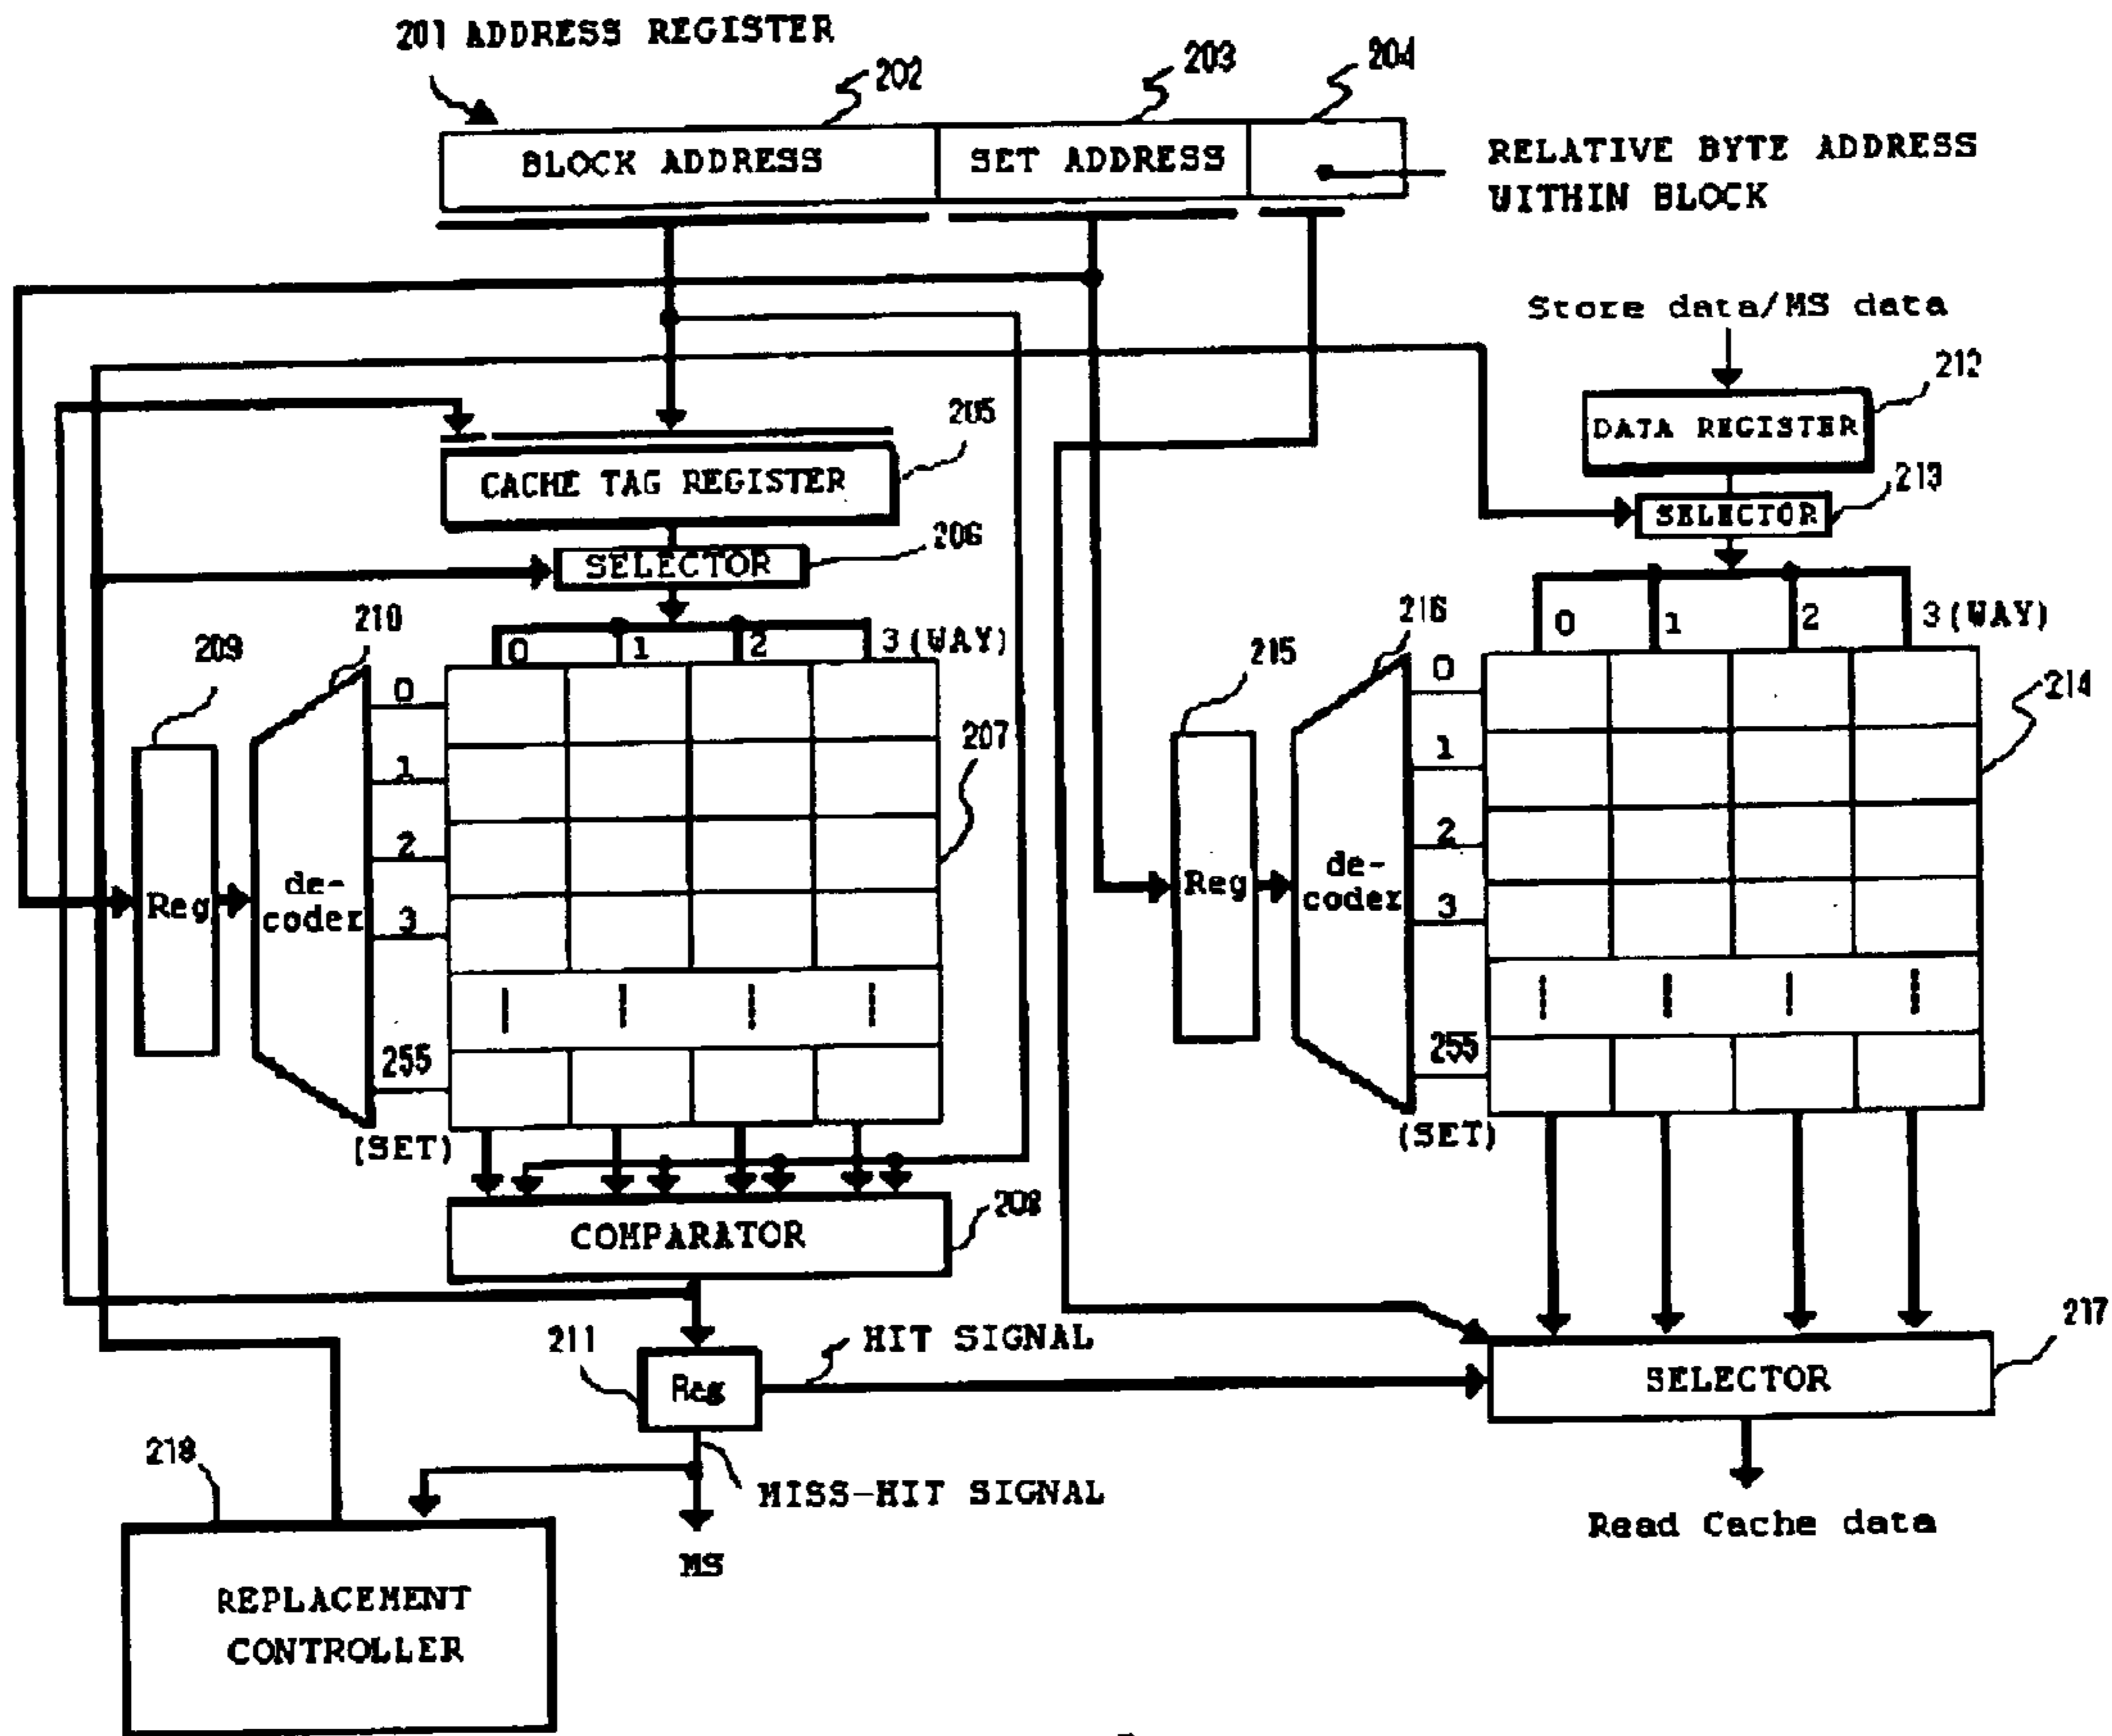 201 ADDRESS REGISTER
202
203
204
BLOCK ADDRESS
SET ADDRESS
RELATIVE BYTE ADDRESS
WITHIN BLOCK
Store data/MS data
212
DATA REGISTER
205
CACHE TAG REGISTER
213
SELECTOR
206
SELECTOR
210
209
0
1
2
3 (WAY)
216
215
0
1
2
3 (WAY)
214
207
0
1
2
3
255
(SET)
Reg
de-
coder
0
1
2
3
255
(SET)
Reg
de-
coder
208
COMPARATOR
211
Reg
HIT SIGNAL
217
SELECTOR
218
MISS-HIT SIGNAL
MS
Read Cache data
REPLACEMENT
CONTROLLER